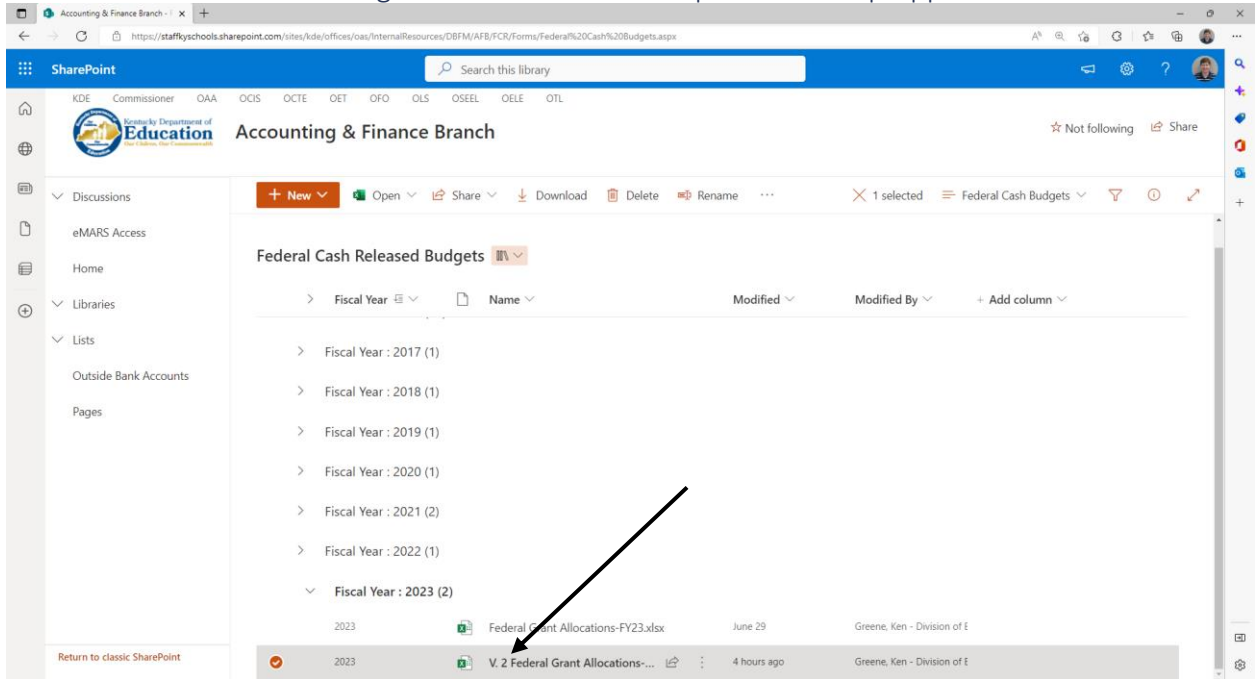 Accounting & Finance Branch -
https://staffkyschools.sharepoint.com/sites/kde/offices/oas/InternalResources/DBFM/AFB/FCR/Forms/Federal%20Cash%20Budgets.aspx
SharePoint
Search this library
KDE Commissioner OAA OCIS OCTE OET OFO OLS OSEEL OELE OTL
Kentucky Department of
Education
Our Children, Our Commonwealth
Accounting & Finance Branch
Not following Share
Discussions
eMARS Access
Home
Libraries
Lists
Outside Bank Accounts
Pages
Return to classic SharePoint
+ New Open Share Download Delete Rename ... 1 selected Federal Cash Budgets
Federal Cash Released Budgets
Fiscal Year Name Modified Modified By + Add column
Fiscal Year : 2017 (1)
Fiscal Year : 2018 (1)
Fiscal Year : 2019 (1)
Fiscal Year : 2020 (1)
Fiscal Year : 2021 (2)
Fiscal Year : 2022 (1)
Fiscal Year : 2023 (2)
2023 Federal Grant Allocations-FY23.xlsx June 29 Greene, Ken - Division of
2023 V. 2 Federal Grant Allocations-... 4 hours ago Greene, Ken - Division of